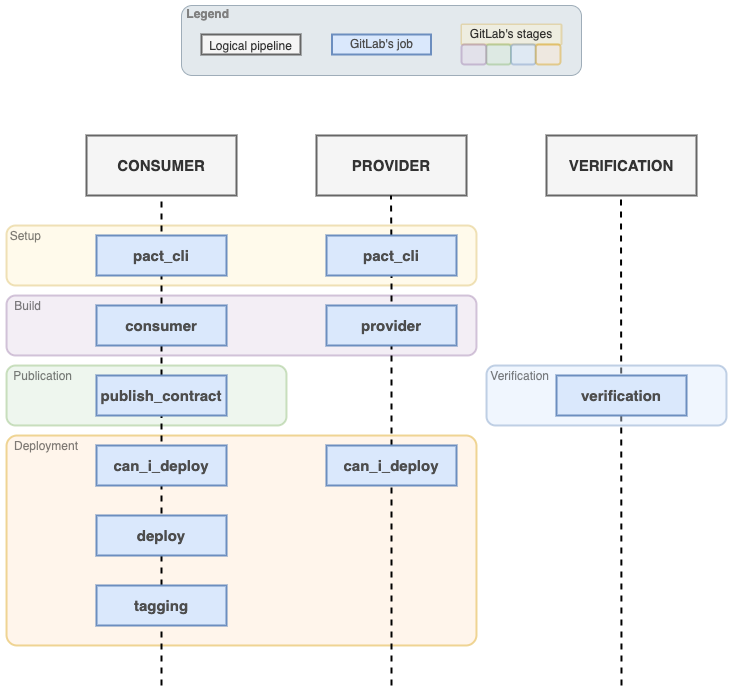 Legend
Logical pipeline
GitLab's job
GitLab's stages
CONSUMER
PROVIDER
VERIFICATION
Setup
pact_cli
pact_cli
Build
consumer
provider
Publication
publish_contract
Verification
verification
Deployment
can_i_deploy
can_i_deploy
deploy
tagging